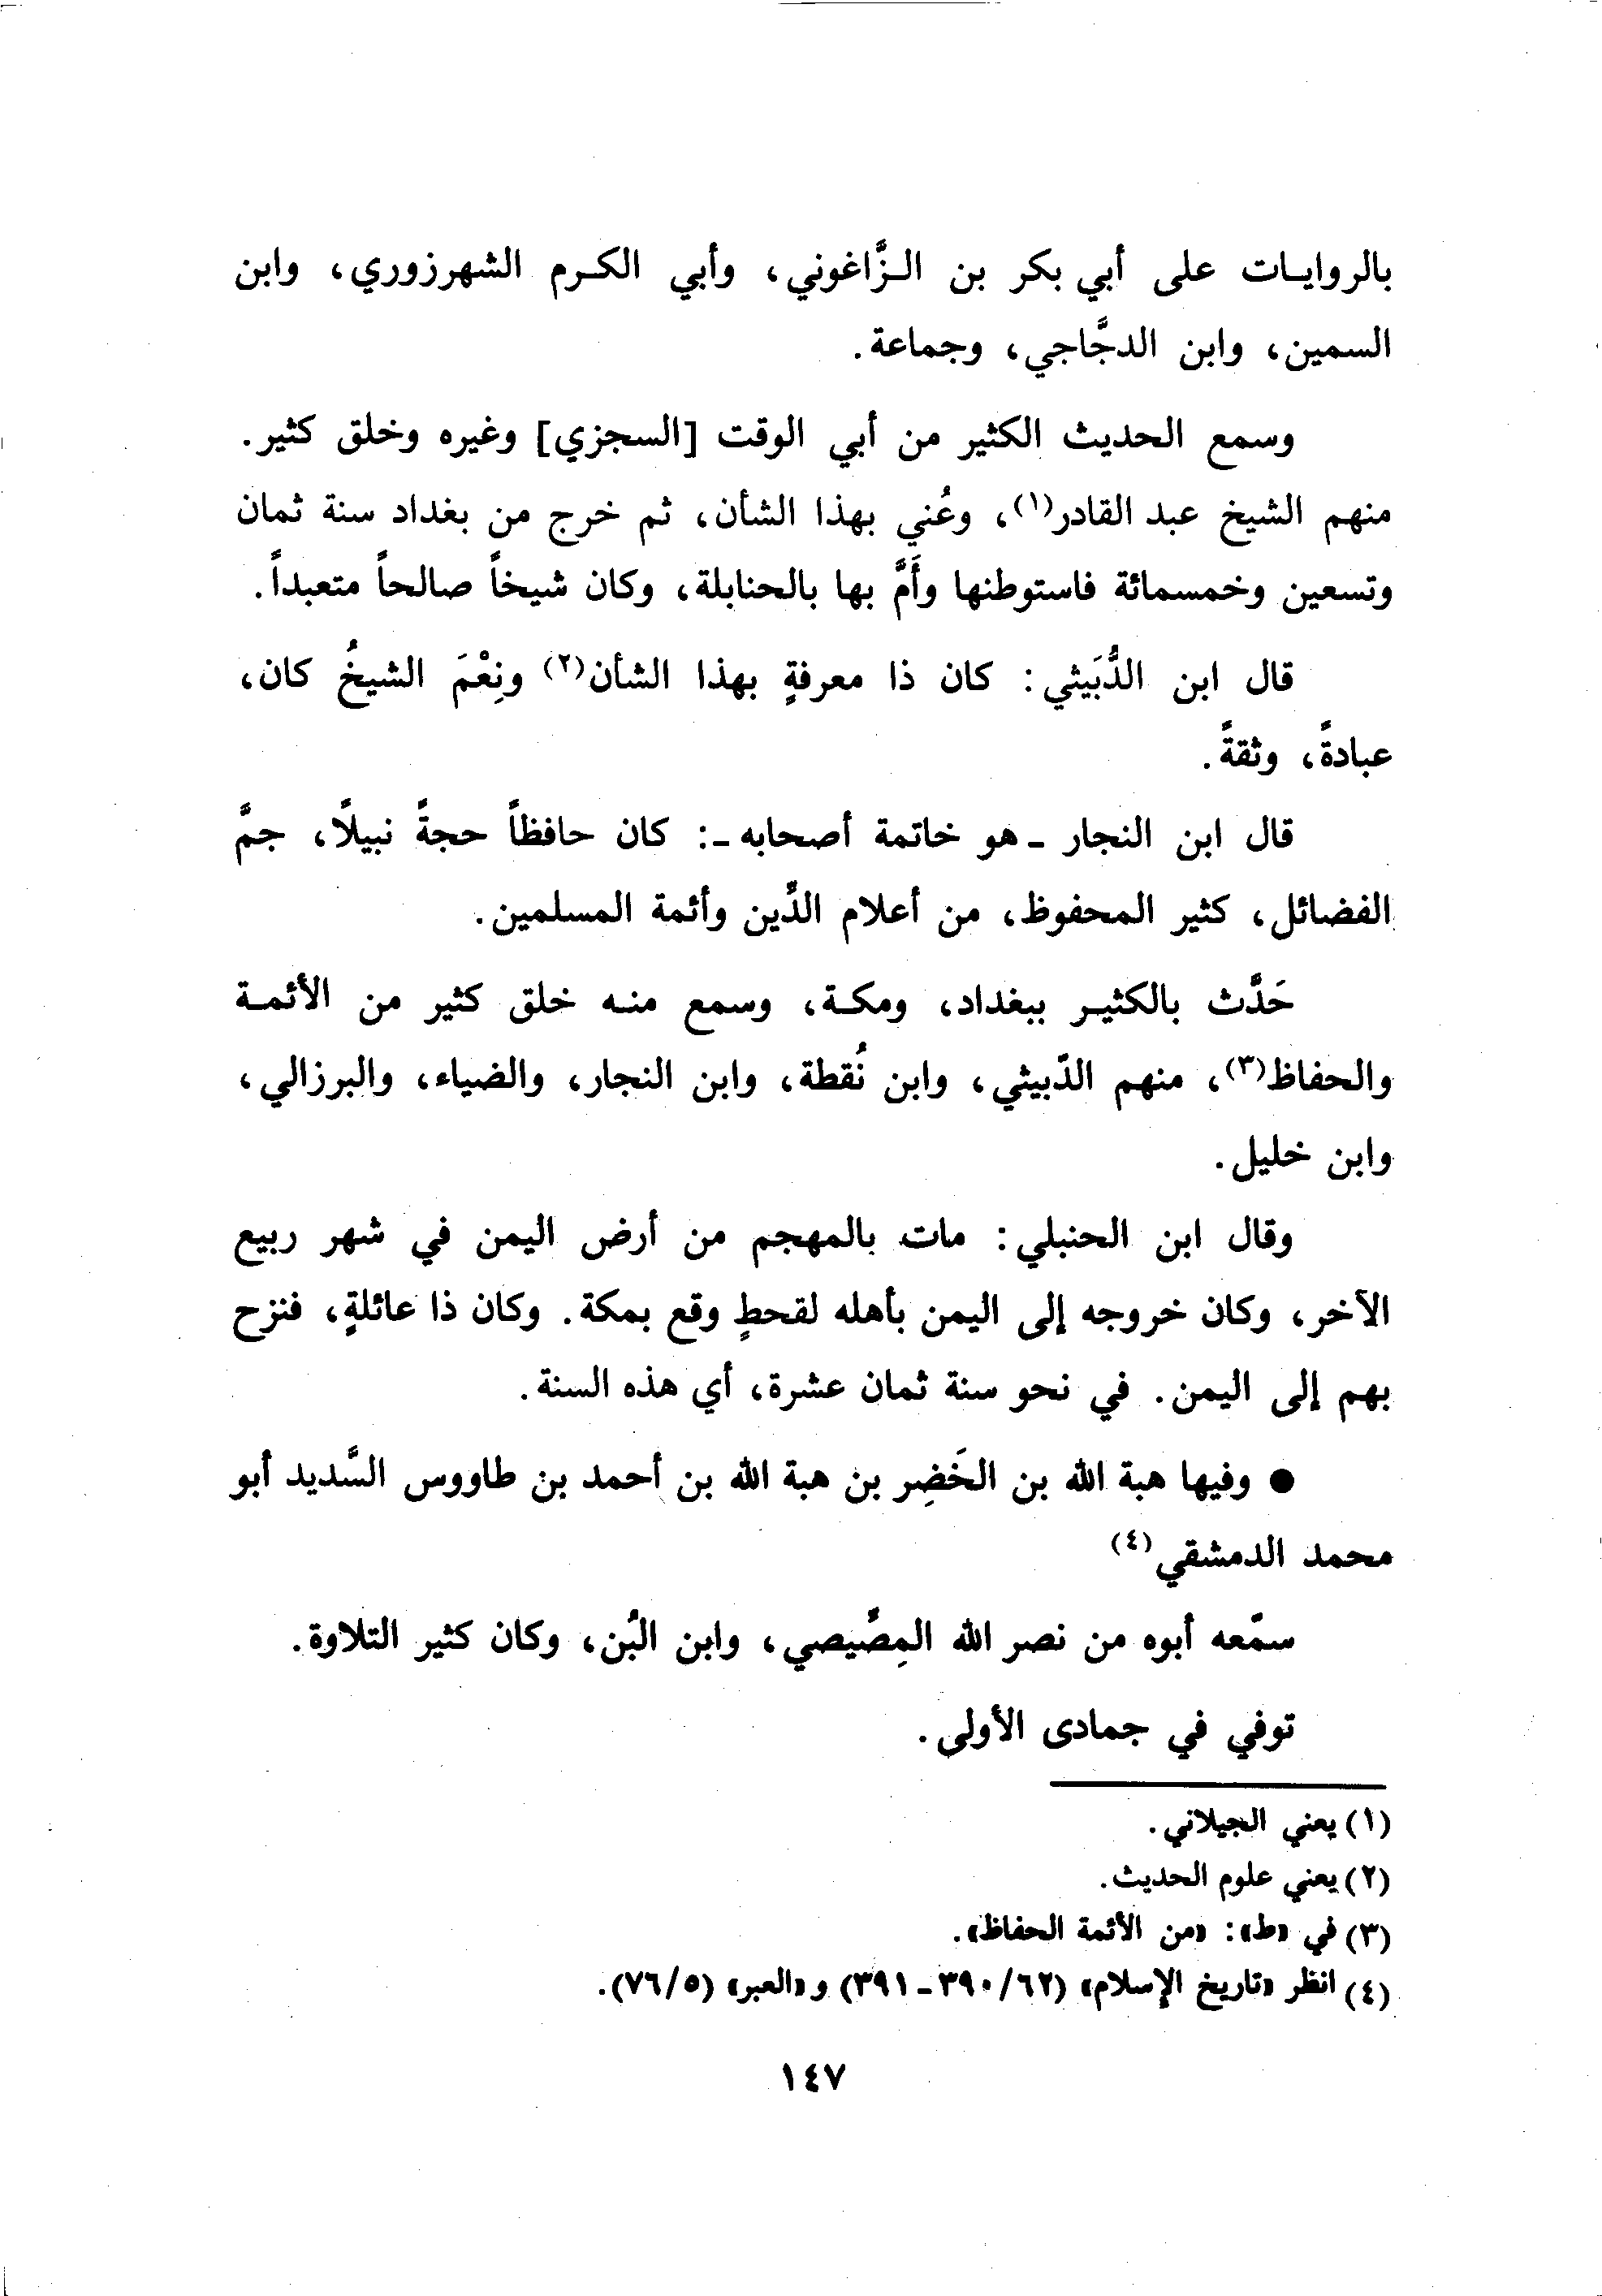 بالروايات على أبي بكر بن الزَّاغوني، وأبي الكرم الشهرزوري، وابن
السمين، وابن الدجَّاجي، وجماعة.
وسمع الحديث الكثير من أبي الوقت [السجزي] وغيره وخلق كثير.
منهم الشيخ عبد القادر(١)، وعُني بهذا الشأن، ثم خرج من بغداد سنة ثمان
وتسعين وخمسمائة فاستوطنها وأَمَّ بها بالحنابلة، وكان شيخاً صالحاً متعبداً.
قال ابن الدُّبَيثي: كان ذا معرفةٍ بهذا الشأن(٢) ونِعْمَ الشيخُ كان،
عبادةً، وثقةً.
قال ابن النجار ـ هو خاتمة أصحابه ـ: كان حافظاً حجةً نبيلاً، جمَّ
الفضائل، كثير المحفوظ، من أعلام الدِّين وأئمة المسلمين.
حَدَّث بالكثير ببغداد، ومكة، وسمع منه خلق كثير من الأئمة
والحفاظ(٣)، منهم الدّبيثي، وابن نُقطة، وابن النجار، والضياء، والبرزالي،
وابن خليل.
وقال ابن الحنبلي: مات بالمهجم من أرض اليمن في شهر ربيع
الآخر، وكان خروجه إلى اليمن بأهله لقحطٍ وقع بمكة. وكان ذا عائلةٍ، فنزح
بهم إلى اليمن. في نحو سنة ثمان عشرة، أي هذه السنة.
● وفيها هبة الله بن الخَضِر بن هبة الله بن أحمد بن طاووس السَّديد أبو
محمد الدمشقي(٤)
سمّعه أبوه من نصر الله المِصِّيصي، وابن البُن، وكان كثير التلاوة.
توفي في جمادى الأولى.
(١) يعني الجيلاني.
(٢) يعني علوم الحديث.
(٣) في «ط»: «من الأئمة الحفاظ».
(٤) انظر «تاريخ الإسلام» (٦٢/ ٣٩٠ ـ ٣٩١) و«العبر» (٥/ ٧٦).
١٤٧